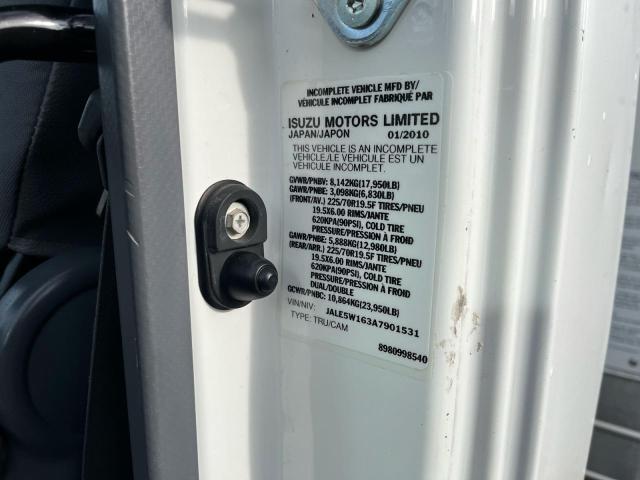 INCOMPLETE VEHICLE MFD BY/
VÉHICULE INCOMPLET FABRIQUÉ PAR
ISUZU MOTORS LIMITED
JAPAN/JAPON 01/2010
THIS VEHICLE IS AN INCOMPLETE
VEHICLE/LE VÉHICULE EST UN
VÉHICULE INCOMPLET.
GVWR/PNBV: 8,142KG(17,950LB)
GAWR/PNBE: 3,098KG(6,830LB)
(FRONT/AV.) 225/70R19.5F TIRES/PNEU
19.5X6.00 RIMS/JANTE
620KPA(90PSI), COLD TIRE
PRESSURE/PRESSION À FROID
GAWR/PNBE: 5,888KG(12,980LB)
(REAR/ARR.) 225/70R19.5F TIRES/PNEU
19.5X6.00 RIMS/JANTE
620KPA(90PSI), COLD TIRE
PRESSURE/PRESSION À FROID
DUAL/DOUBLE
GCWR/PNBC: 10,864KG(23,950LB)
VIN/NIV: JALE5W163A7901531
TYPE: TRU/CAM
8980998540